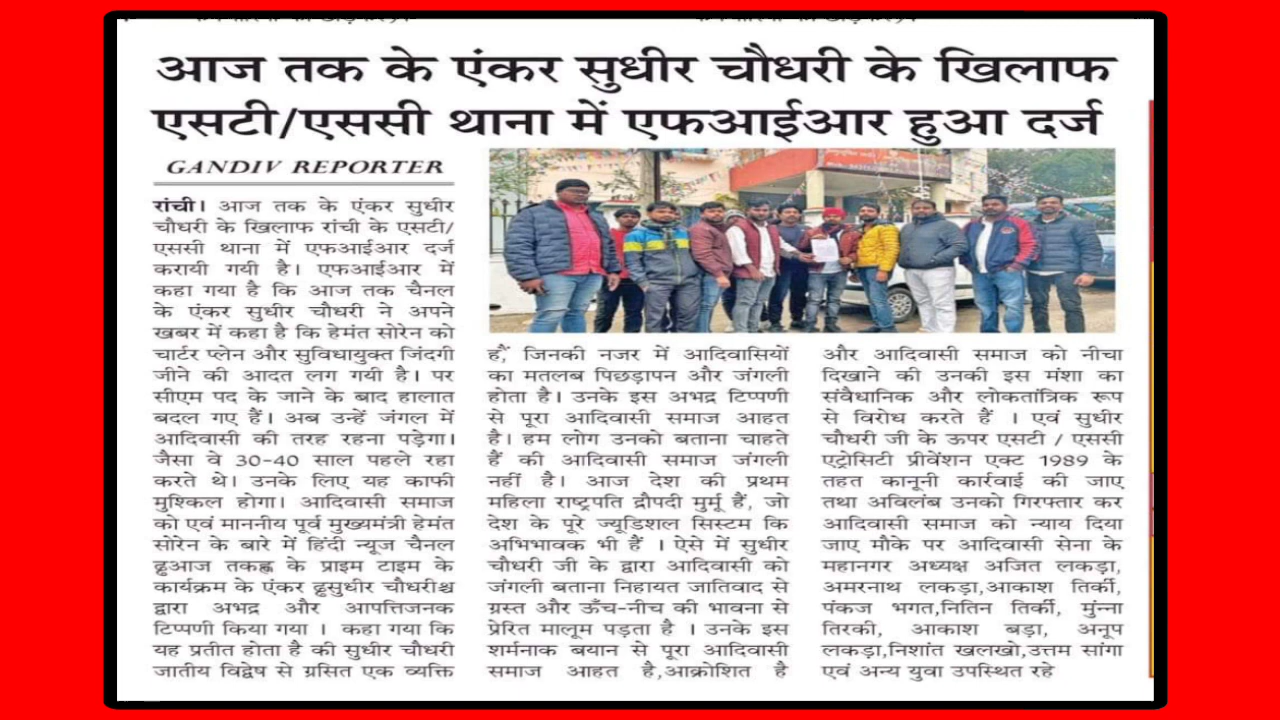 आज तक के एंकर सुधीर चौधरी के खिलाफ
एसटी/एससी थाना में एफआईआर हुआ दर्ज
GANDIV REPORTER
रांची। आज तक के एंकर सुधीर
चौधरी के खिलाफ रांची के एसटी/
एससी थाना में एफआईआर दर्ज
करायी गयी है। एफआईआर में
कहा गया है कि आज तक चैनल
के एंकर सुधीर चौधरी ने अपने
खबर में कहा है कि हेमंत सोरेन को
चार्टर प्लेन और सुविधायुक्त जिंदगी
जीने की आदत लग गयी है। पर
सीएम पद के जाने के बाद हालात
बदल गए हैं। अब उन्हें जंगल में
आदिवासी की तरह रहना पड़ेगा।
जैसा वे 30-40 साल पहले रहा
करते थे। उनके लिए यह काफी
मुश्किल होगा। आदिवासी समाज
को एवं माननीय पूर्व मुख्यमंत्री हेमंत
सोरेन के बारे में हिंदी न्यूज चैनल
ढ्ढआज तकह्ल के प्राइम टाइम के
कार्यक्रम के एंकर ढ्ढसुधीर चौधरीश्च
द्वारा अभद्र और आपत्तिजनक
टिप्पणी किया गया । कहा गया कि
यह प्रतीत होता है की सुधीर चौधरी
जातीय विद्वेष से ग्रसित एक व्यक्ति
हैं, जिनकी नजर में आदिवासियों
का मतलब पिछड़ापन और जंगली
होता है। उनके इस अभद्र टिप्पणी
से पूरा आदिवासी समाज आहत
है। हम लोग उनको बताना चाहते
हैं की आदिवासी समाज जंगली
नहीं है। आज देश की प्रथम
महिला राष्ट्रपति द्रौपदी मुर्मू हैं, जो
देश के पूरे ज्यूडिशल सिस्टम कि
अभिभावक भी हैं । ऐसे में सुधीर
चौधरी जी के द्वारा आदिवासी को
जंगली बताना निहायत जातिवाद से
ग्रस्त और ऊँच-नीच की भावना से
प्रेरित मालूम पड़ता है । उनके इस
शर्मनाक बयान से पूरा आदिवासी
समाज आहत है,आक्रोशित है
और आदिवासी समाज को नीचा
दिखाने की उनकी इस मंशा का
संवैधानिक और लोकतांत्रिक रूप
से विरोध करते हैं । एवं सुधीर
चौधरी जी के ऊपर एसटी / एससी
एट्रोसिटी प्रीवेंशन एक्ट 1989 के
तहत कानूनी कार्रवाई की जाए
तथा अविलंब उनको गिरफ्तार कर
आदिवासी समाज को न्याय दिया
जाए मौके पर आदिवासी सेना के
महानगर अध्यक्ष अजित लकड़ा,
अमरनाथ लकड़ा,आकाश तिर्की,
पंकज भगत,नितिन तिर्की, मुंन्ना
तिरकी, आकाश बड़ा, अनूप
लकड़ा,निशांत खलखो,उत्तम सांगा
एवं अन्य युवा उपस्थित रहे